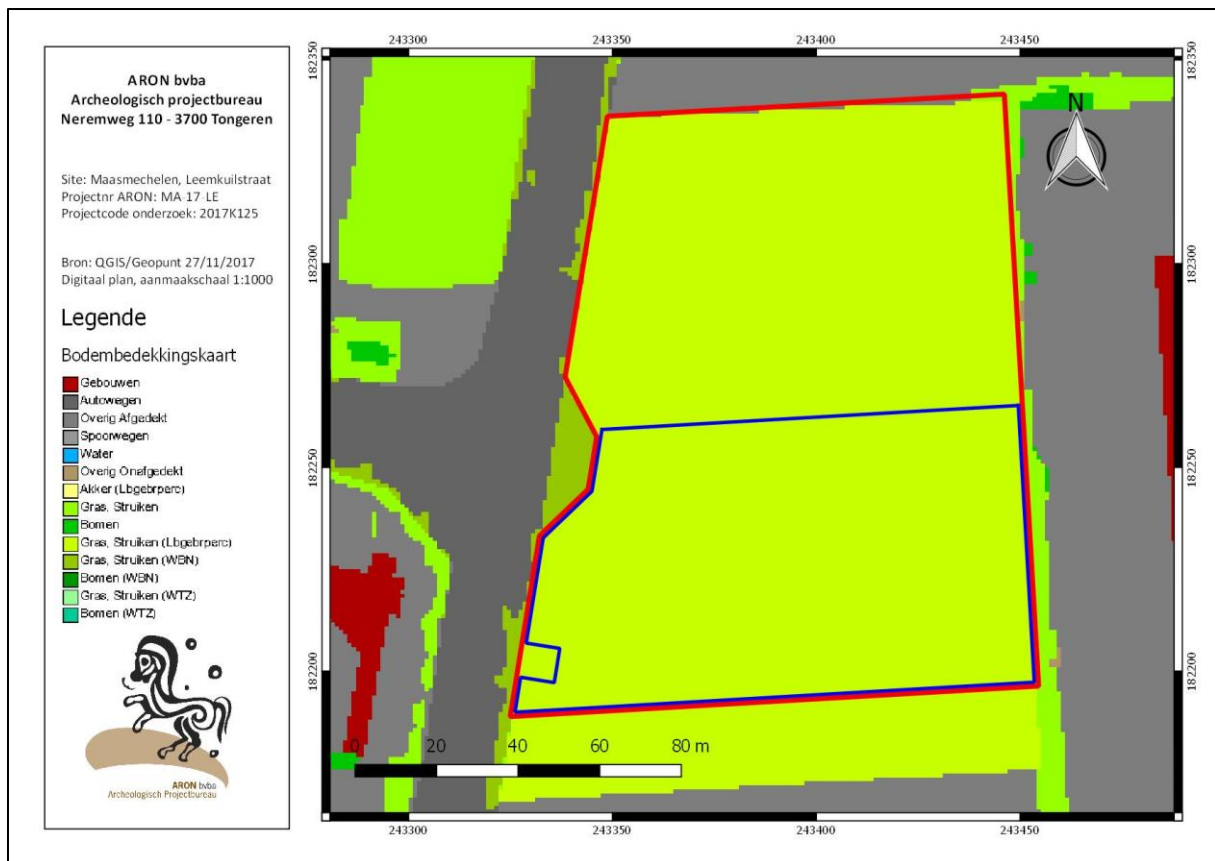 ARON bvba
Archeologisch projectbureau
Neremweg 110 - 3700 Tongeren
Site: Maasmechelen, Leemkuilstraat
Projectnr ARON: MA-17-LE
Projectcode onderzoek: 2017K125
Bron: QGIS/Geopunt 27/11/2017
Digitaal plan, aanmaakschaal 1:1000
Legende
Bodembedekkingskaart
Gebouwen
Autowegen
Overig Afgedekt
Spoorwegen
Water
Overig Onafgedekt
Akker (Lbgebrperc)
Gras, Struiken
Bomen
Gras, Struiken (Lbgebrperc)
Gras, Struiken (WBN)
Bomen (WBN)
Gras, Struiken (WTZ)
Bomen (WTZ)
ARON bvba
Archeologisch Projectbureau
243300 243350 243400 243450
182350 182350
N
182300 182300
182250 182250
182200 182200
0 20 40 60 80 m
243300 243350 243400 243450